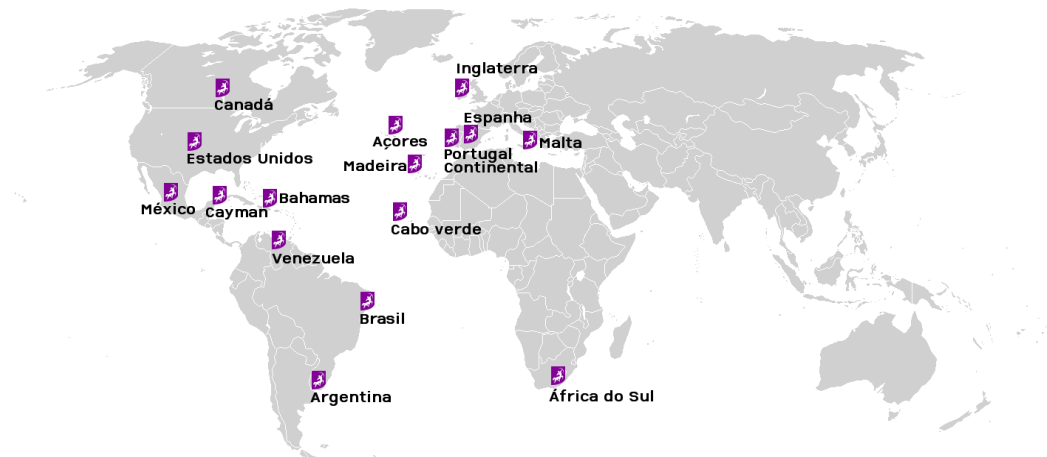 Inglaterra
Canadá
Espanha
Açores
Malta
Estados Unidos
Portugal
Continental
Madeira
Bahamas
México
Cayman
Cabo verde
Venezuela
Brasil
Argentina
África do Sul